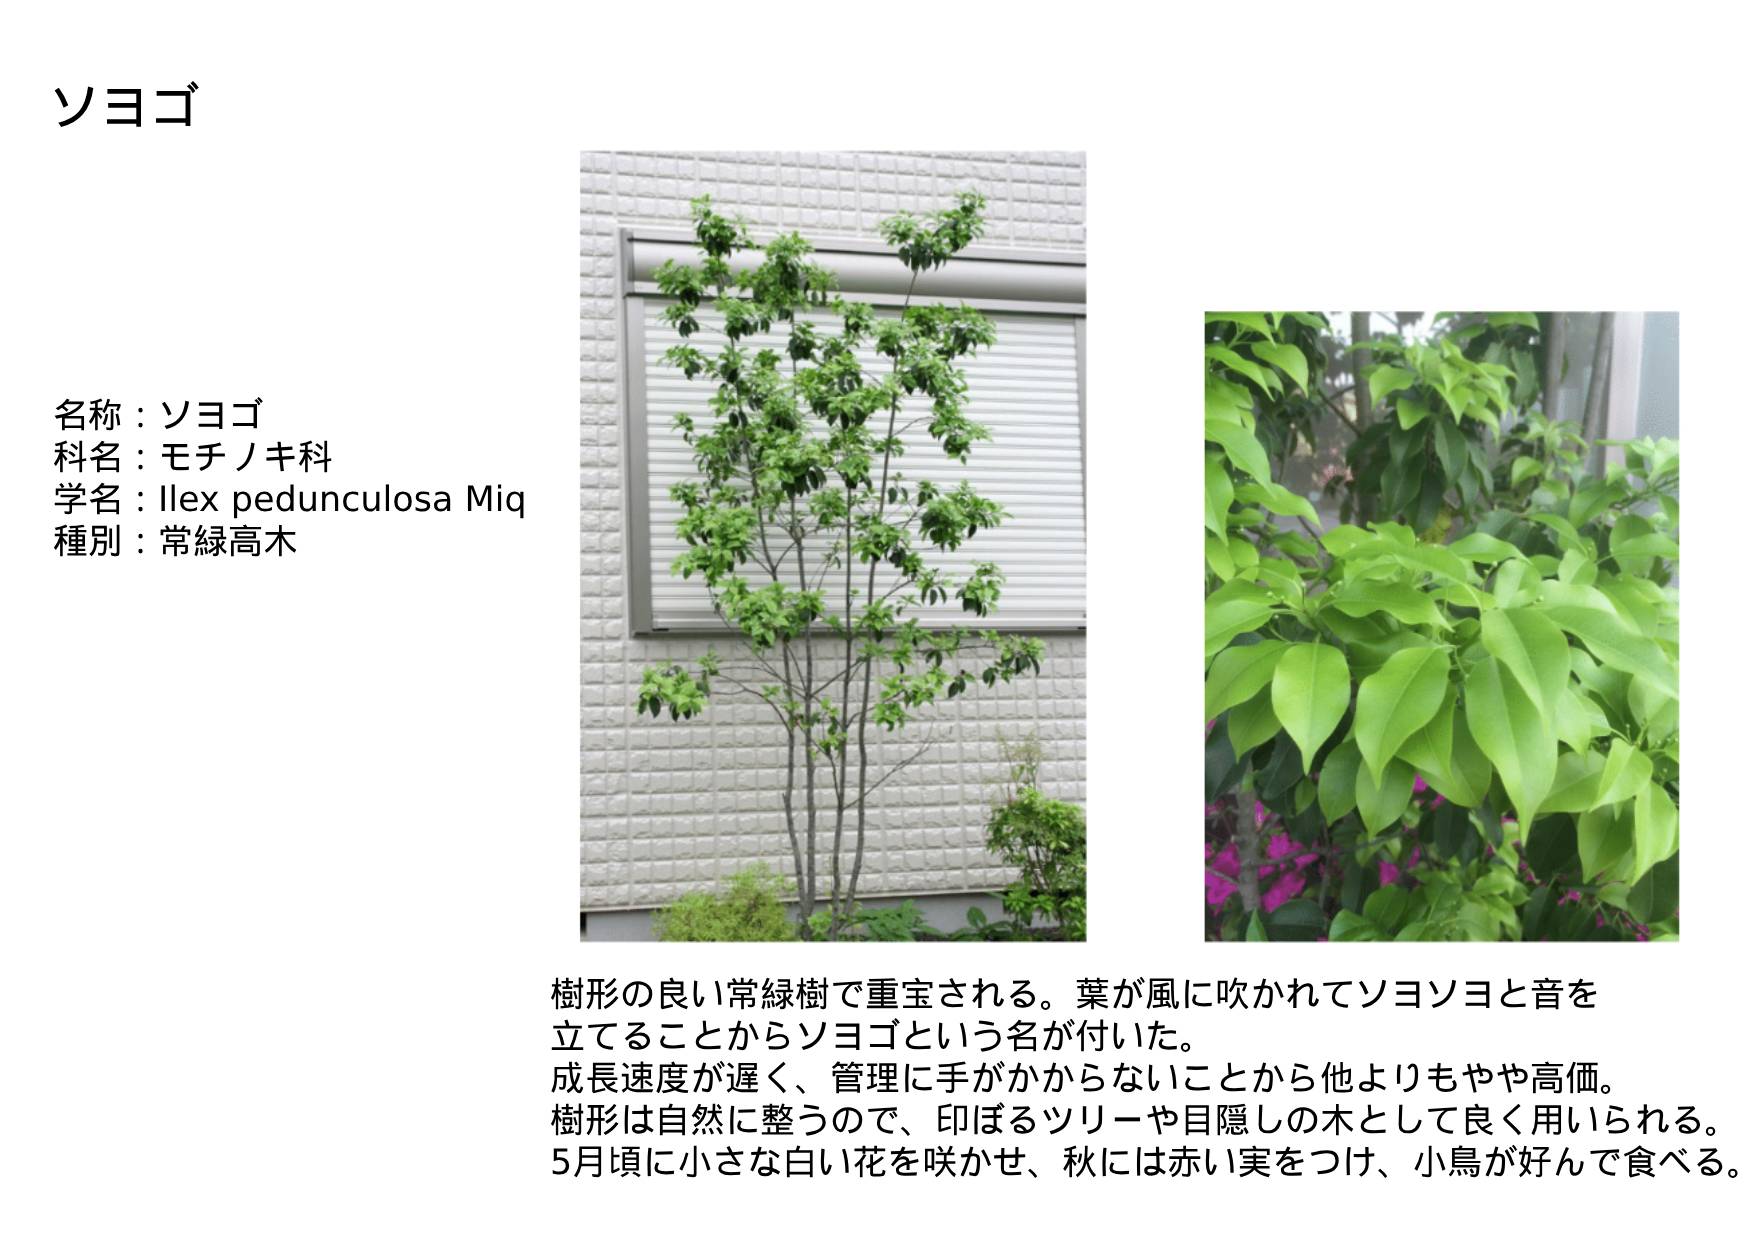 ソヨゴ
名称：ソヨゴ
科名：モチノキ科
学名：Ilex pedunculosa Miq
種別：常緑高木
樹形の良い常緑樹で重宝される。葉が風に吹かれてソヨソヨと音を
立てることからソヨゴという名が付いた。
成長速度が遅く、管理に手がかからないことから他よりもやや高価。
樹形は自然に整うので、印ぼるツリーや目隠しの木として良く用いられる。
5月頃に小さな白い花を咲かせ、秋には赤い実をつけ、小鳥が好んで食べる。